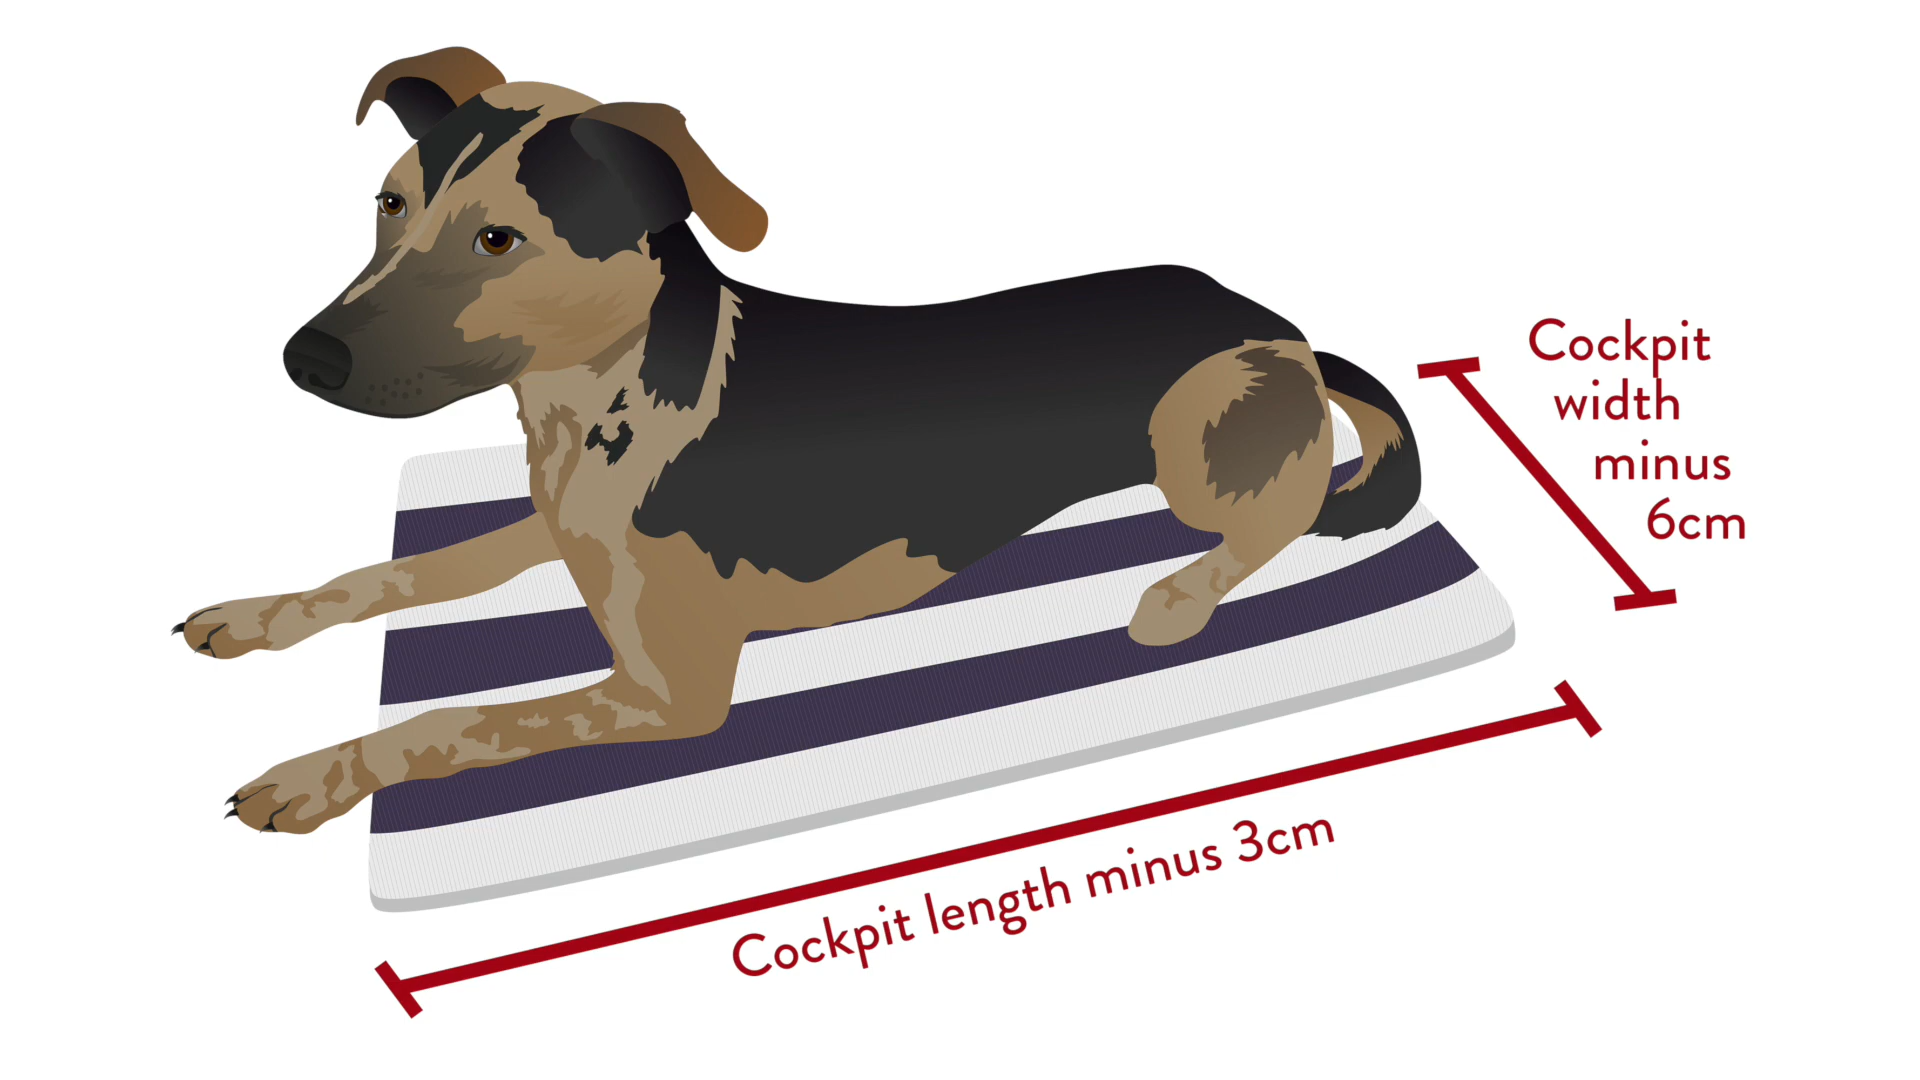 Cockpit
width
minus
6cm
Cockpit length minus 3cm